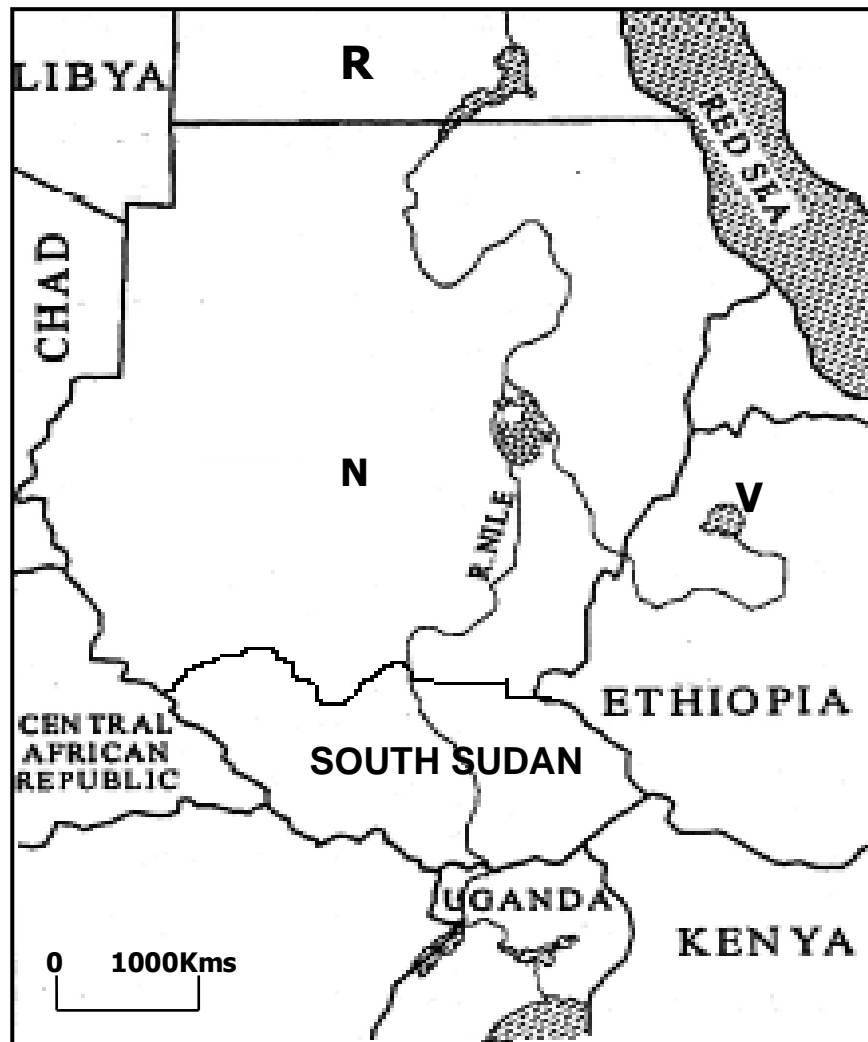 R
LIBYA
RED SEA
CHAD
N
R. NILE
V
ETHIOPIA
CENTRAL
AFRICAN
REPUBLIC
SOUTH SUDAN
UGANDA
KENYA
0 1000Kms